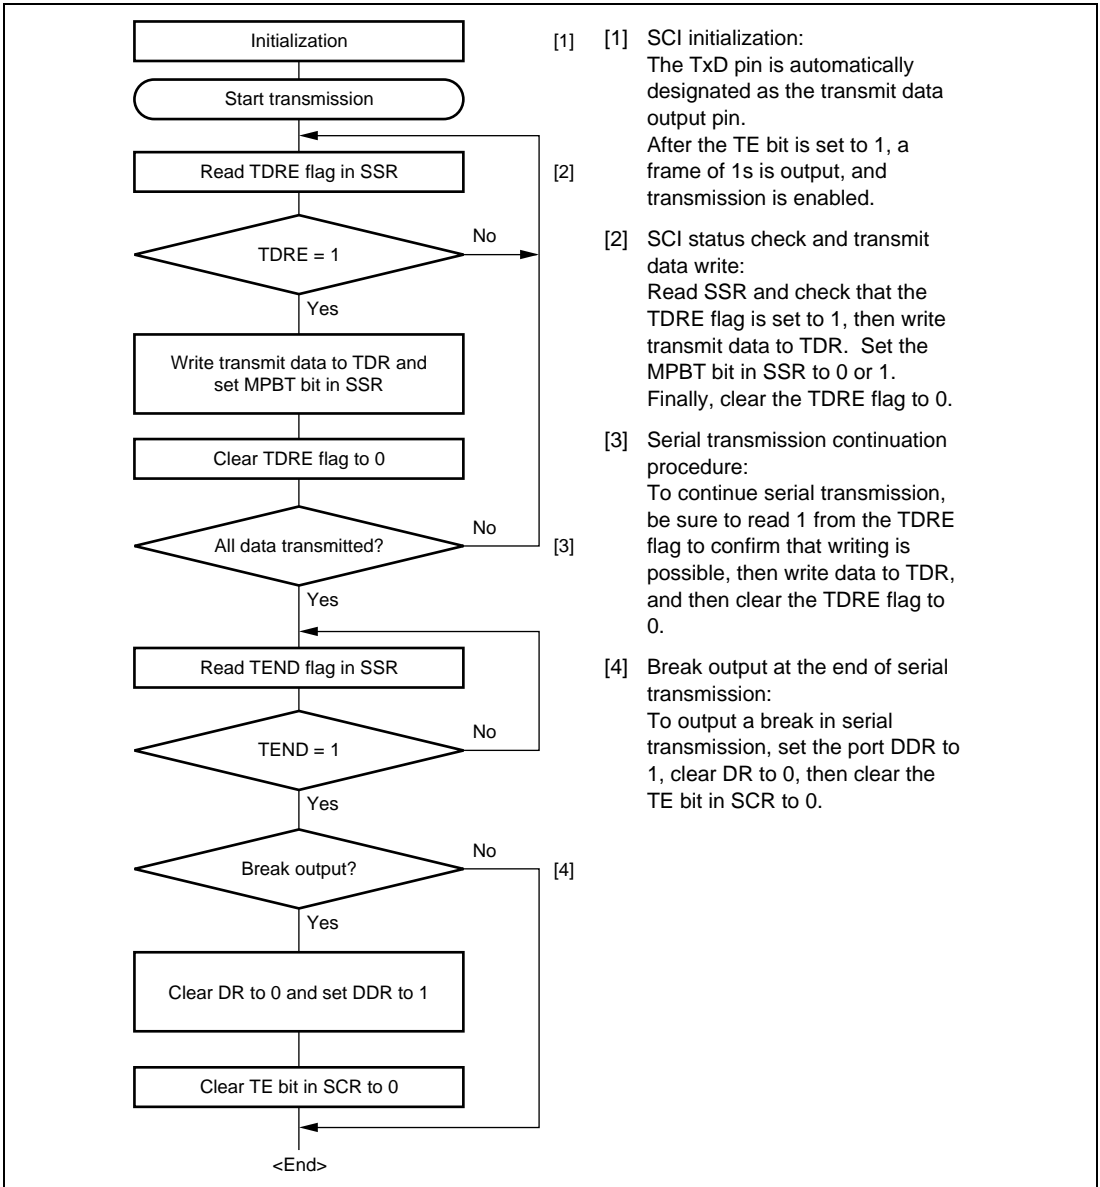 Initialization
[1]
Start transmission
Read TDRE flag in SSR
[2]
TDRE = 1
No
Yes
Write transmit data to TDR and
set MPBT bit in SSR
Clear TDRE flag to 0
All data transmitted?
No
[3]
Yes
Read TEND flag in SSR
TEND = 1
No
Yes
Break output?
No
[4]
Yes
Clear DR to 0 and set DDR to 1
Clear TE bit in SCR to 0
<End>
[1] SCI initialization:
The TxD pin is automatically
designated as the transmit data
output pin.
After the TE bit is set to 1, a
frame of 1s is output, and
transmission is enabled.
[2] SCI status check and transmit
data write:
Read SSR and check that the
TDRE flag is set to 1, then write
transmit data to TDR. Set the
MPBT bit in SSR to 0 or 1.
Finally, clear the TDRE flag to 0.
[3] Serial transmission continuation
procedure:
To continue serial transmission,
be sure to read 1 from the TDRE
flag to confirm that writing is
possible, then write data to TDR,
and then clear the TDRE flag to
0.
[4] Break output at the end of serial
transmission:
To output a break in serial
transmission, set the port DDR to
1, clear DR to 0, then clear the
TE bit in SCR to 0.